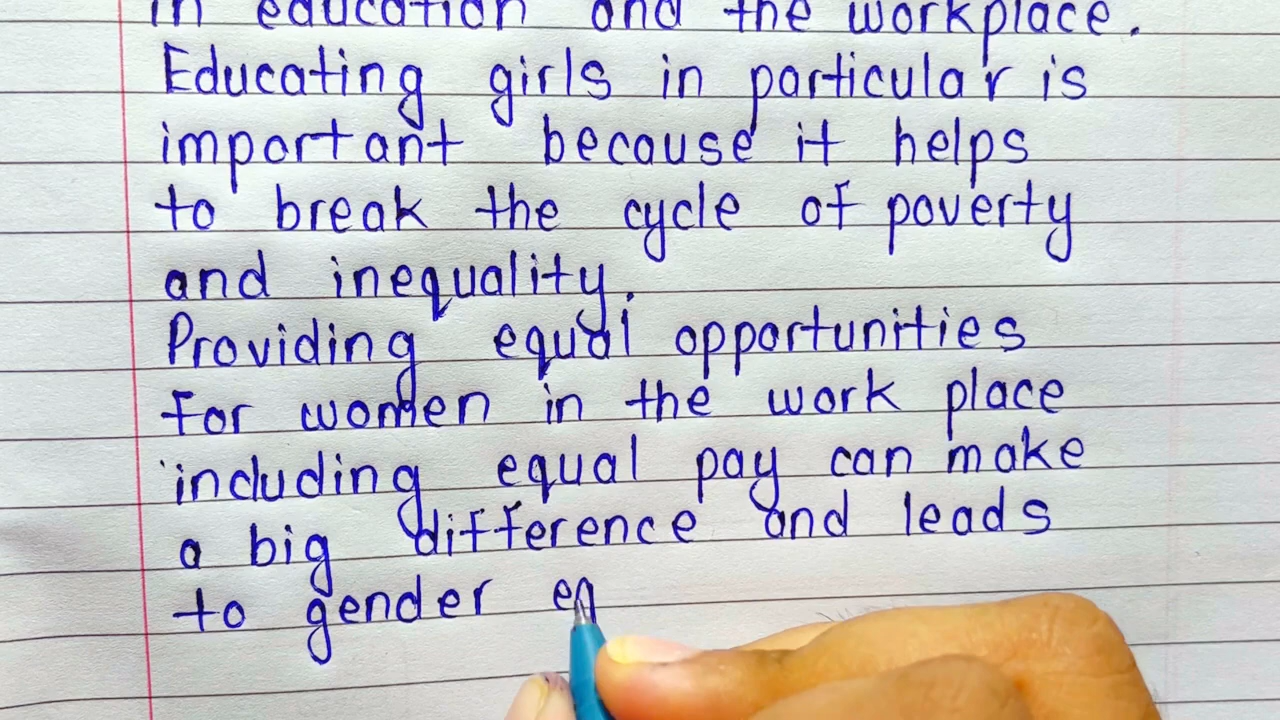 in education and the workplace.
Educating girls in particular is
important because it helps
to break the cycle of poverty
and inequality.
Providing equal opportunities
for women in the work place
including equal pay can make
a big difference and leads
to gender eq